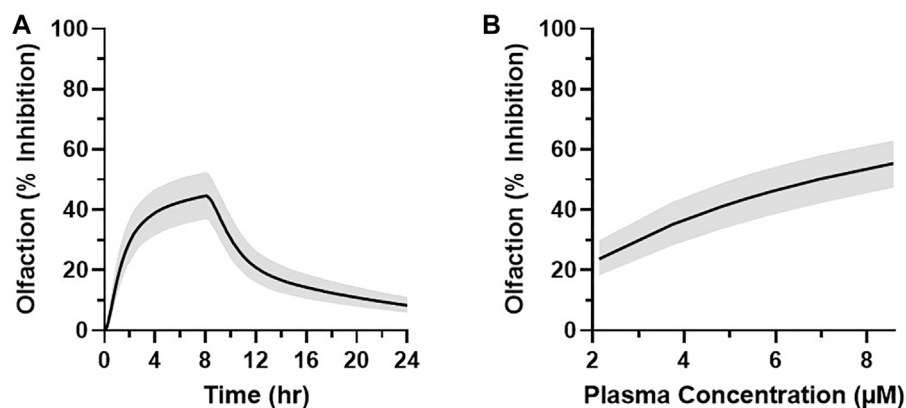 A
Olfaction (% Inhibition)
100
80
60
40
20
0
0 4 8 12 16 20 24
Time (hr)
B
Olfaction (% Inhibition)
100
80
60
40
20
0
2 4 6 8
Plasma Concentration (μM)